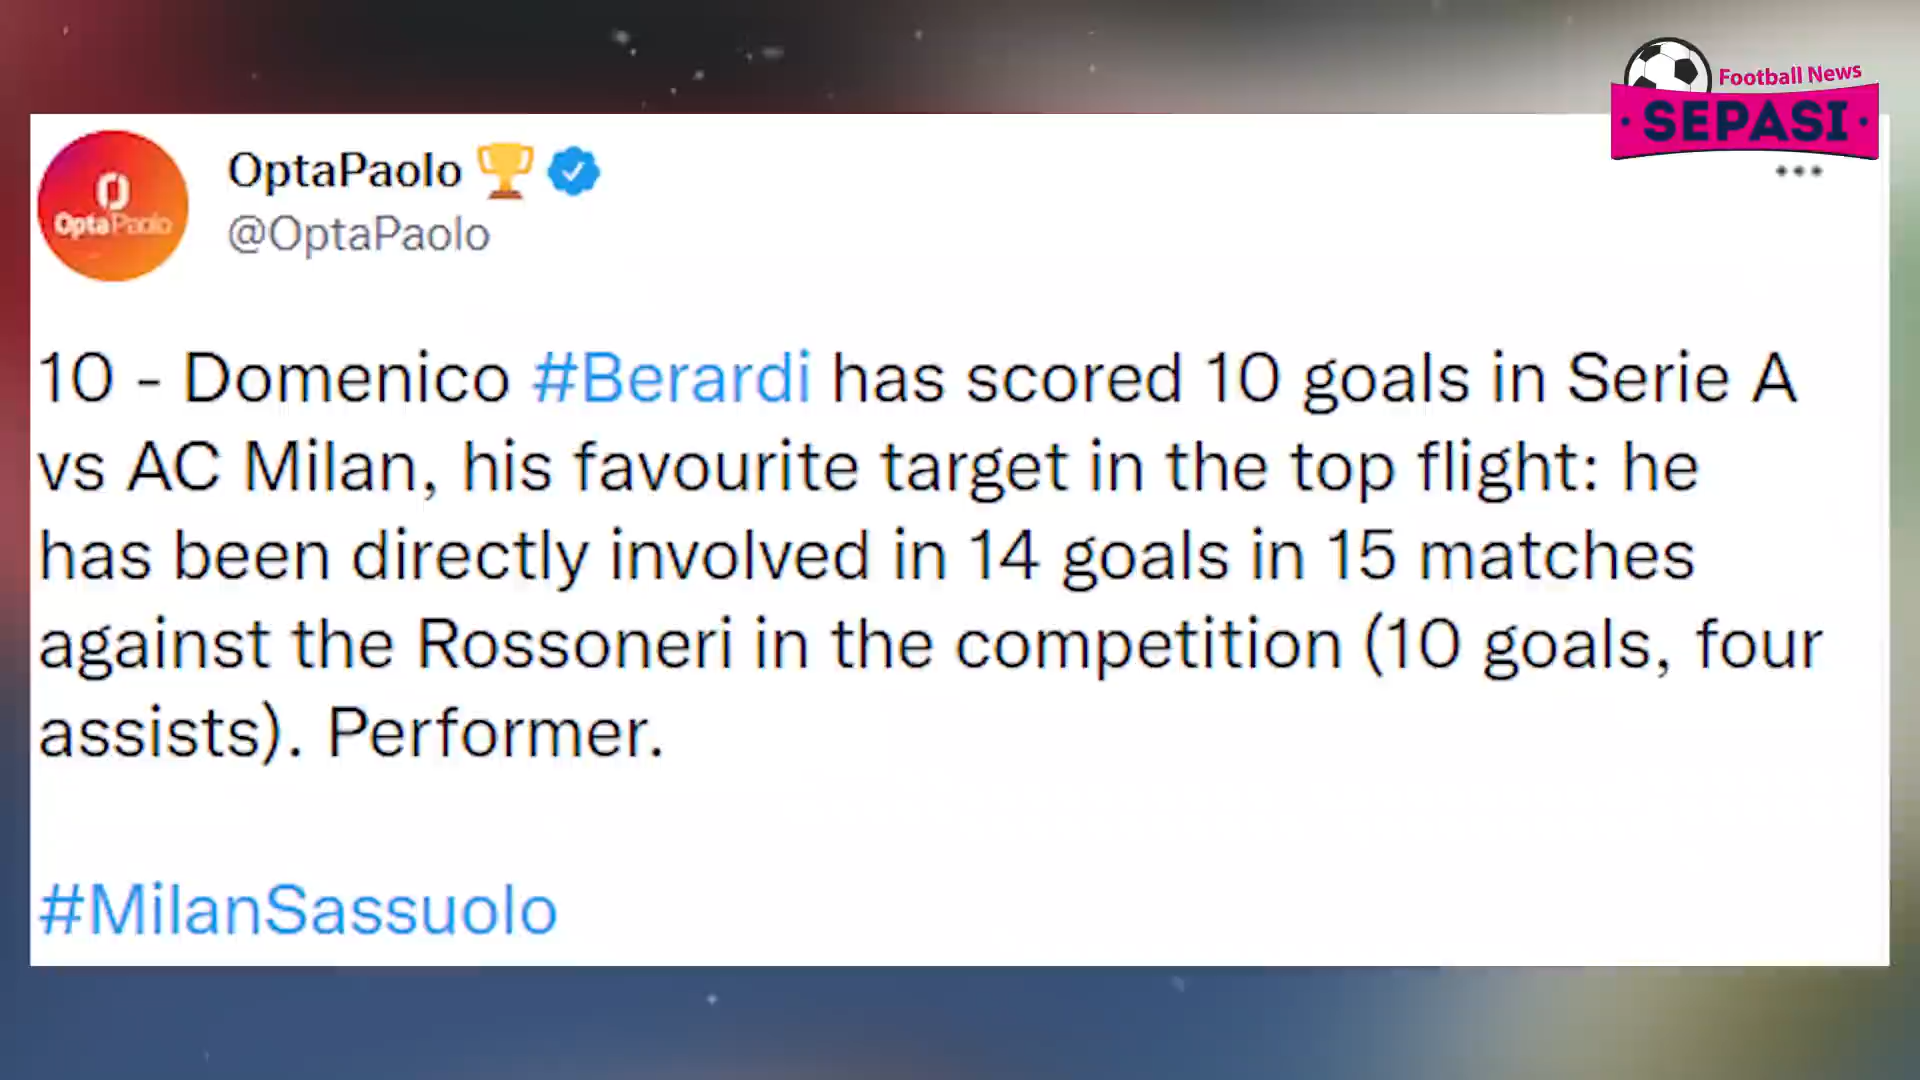 Football News
SEPASI
OptaPaolo 🏆
@OptaPaolo
Opta Paolo
10 - Domenico #Berardi has scored 10 goals in Serie A
vs AC Milan, his favourite target in the top flight: he
has been directly involved in 14 goals in 15 matches
against the Rossoneri in the competition (10 goals, four
assists). Performer.
#MilanSassuolo